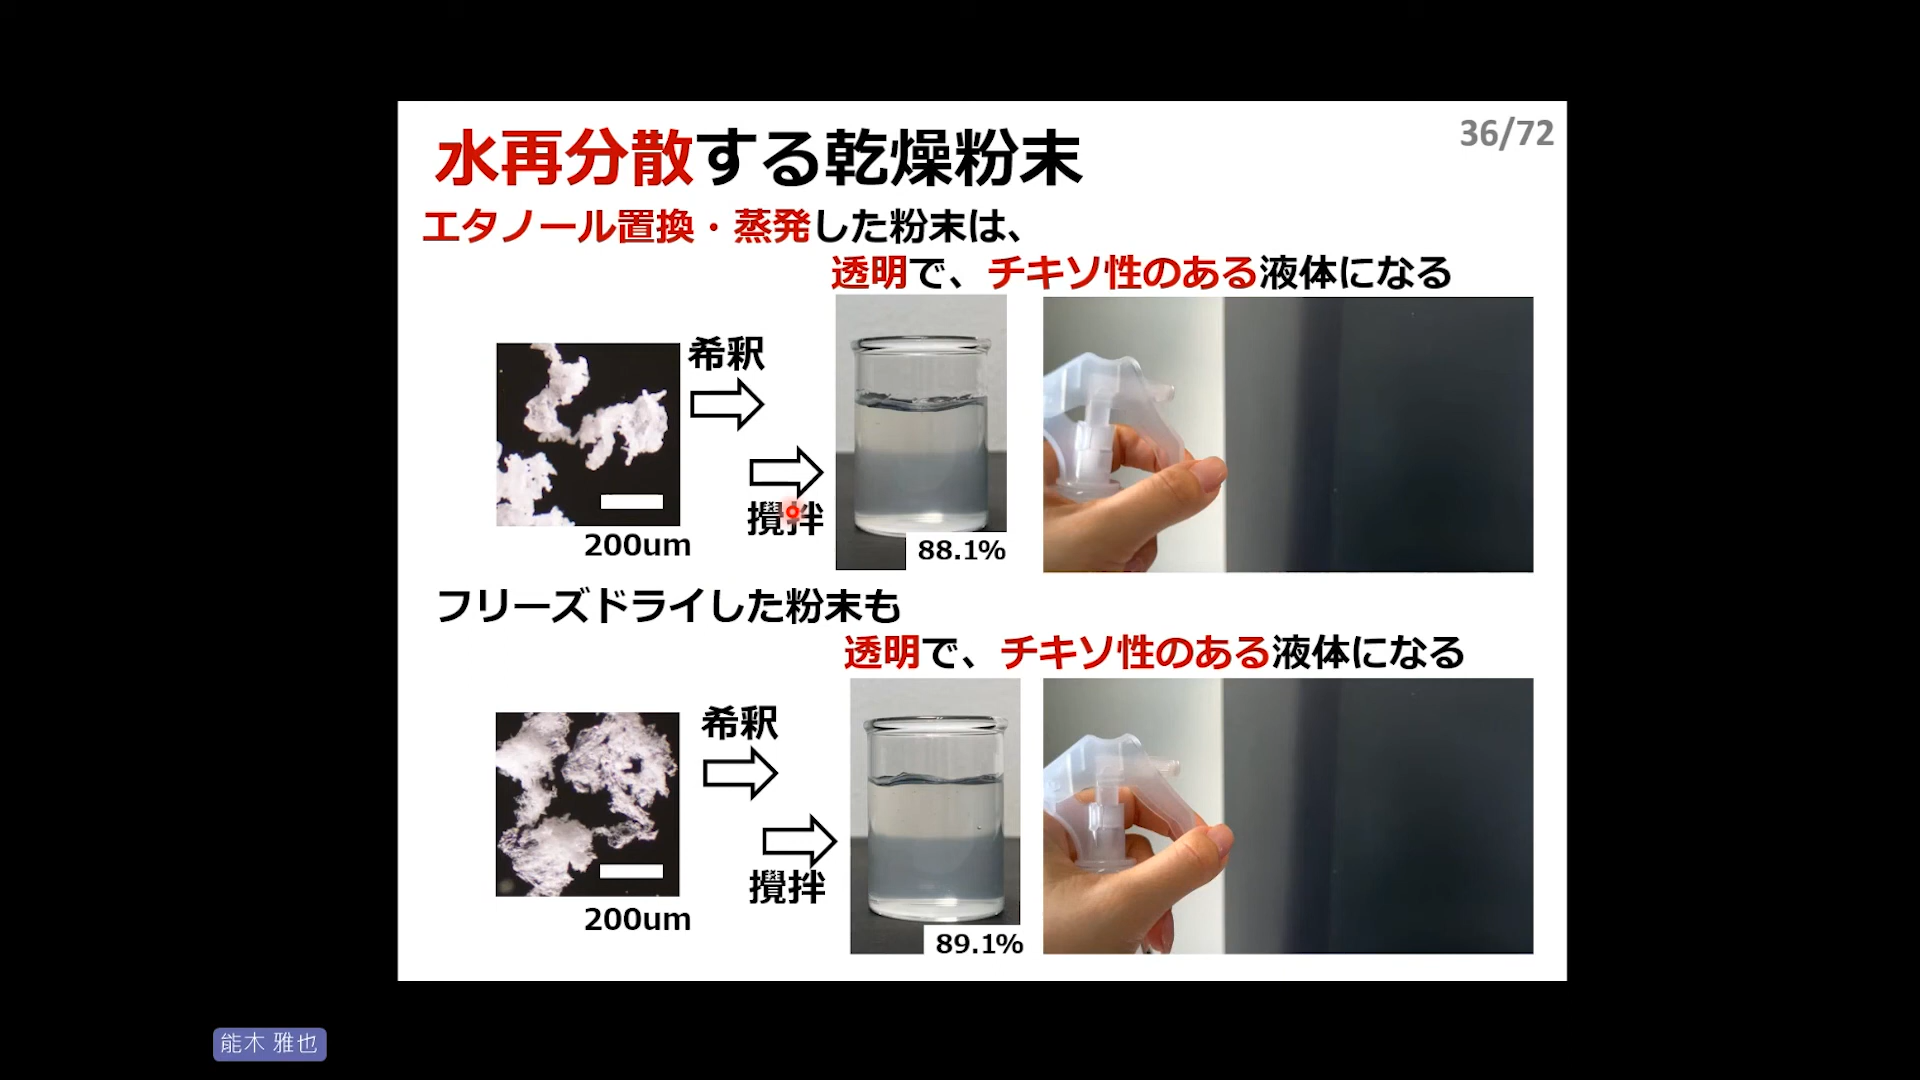 36/72
水再分散する乾燥粉末
エタノール置換・蒸発した粉末は、
透明で、チキソ性のある液体になる
希釈
攪拌
200um
88.1%
フリーズドライした粉末も
透明で、チキソ性のある液体になる
希釈
攪拌
200um
89.1%
能木 雅也